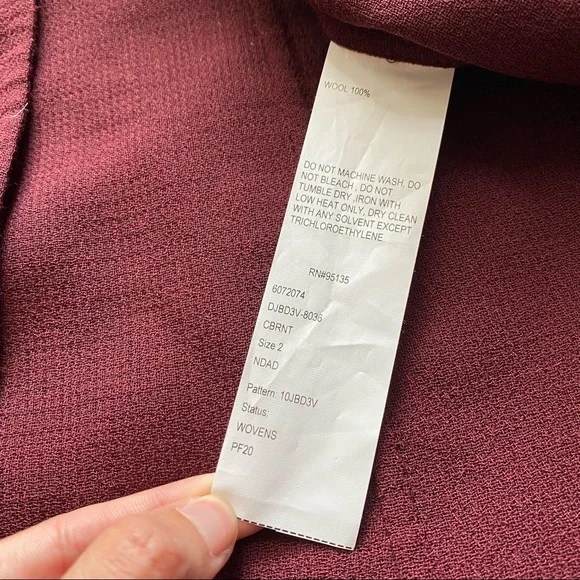 WOOL 100%
DO NOT MACHINE WASH, DO
NOT BLEACH , DO NOT
TUMBLE DRY ,IRON WITH
LOW HEAT ONLY, DRY CLEAN
WITH ANY SOLVENT EXCEPT
TRICHLOROETHYLENE
RN#95135
6072074
DJBD3V-8036
CBRNT
Size 2
NDAD
Pattern: 10JBD3V
Status:
WOVENS
PF20